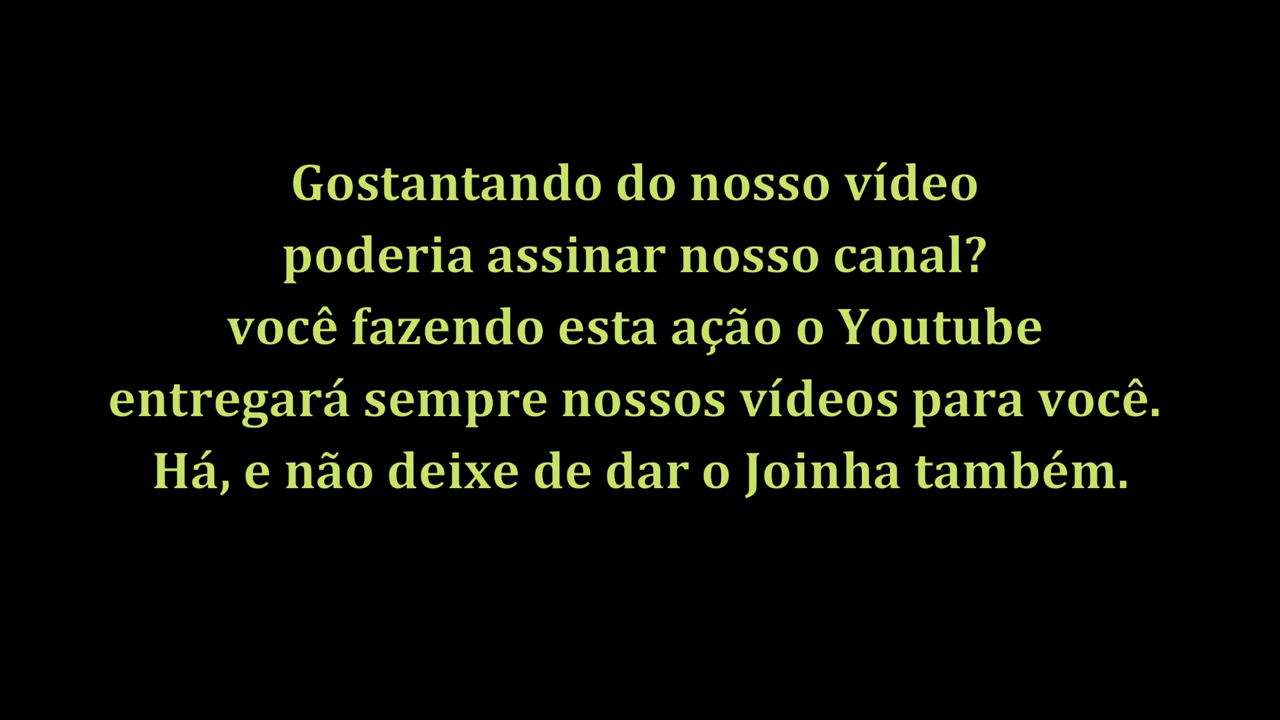 Gostantando do nosso vídeo
poderia assinar nosso canal?
você fazendo esta ação o Youtube
entregará sempre nossos vídeos para você.
Há, e não deixe de dar o Joinha também.